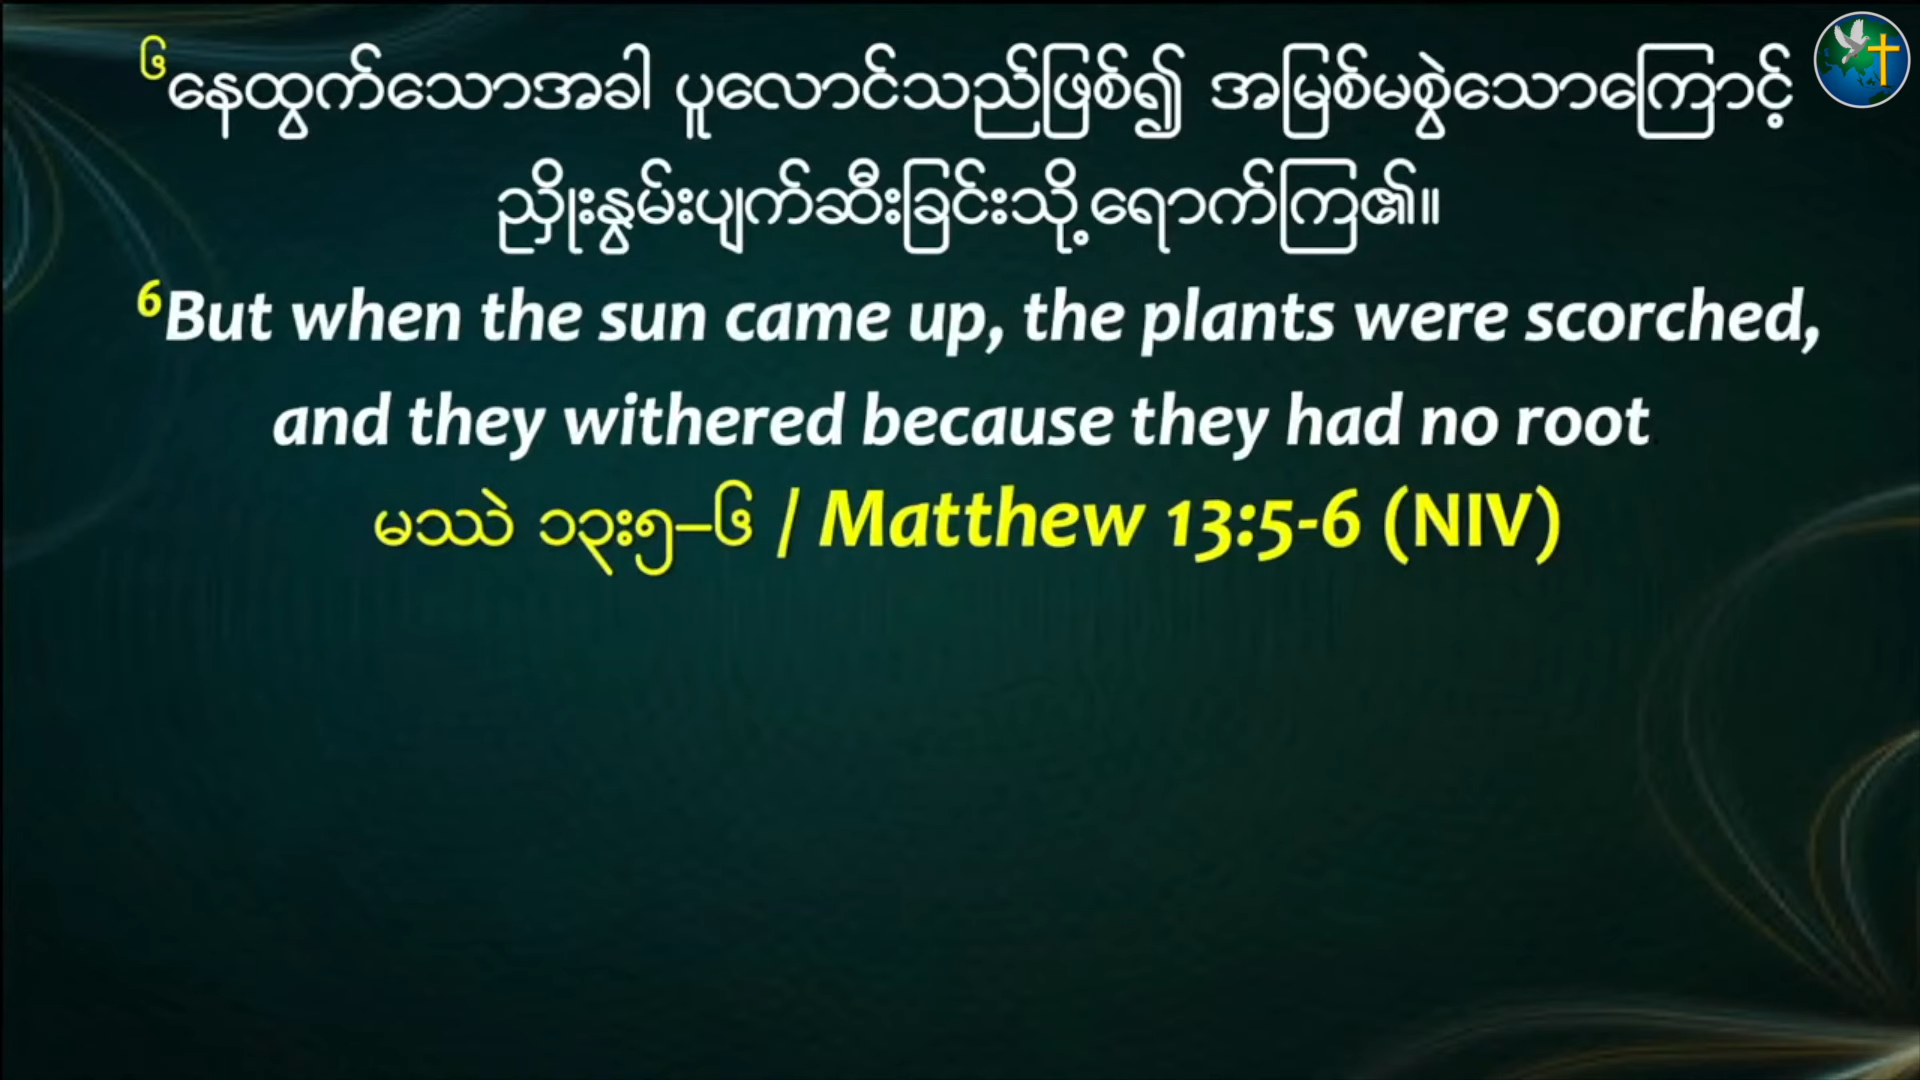 ၆နေထွက်သောအခါ ပူလောင်သည်ဖြစ်၍ အမြစ်မစွဲသောကြောင့်
ညှိုးနွမ်းပျက်ဆီးခြင်းသို့ရောက်ကြ၏။
6But when the sun came up, the plants were scorched,
and they withered because they had no root.
မဿဲ ၁၃း၅–၆ / Matthew 13:5-6 (NIV)